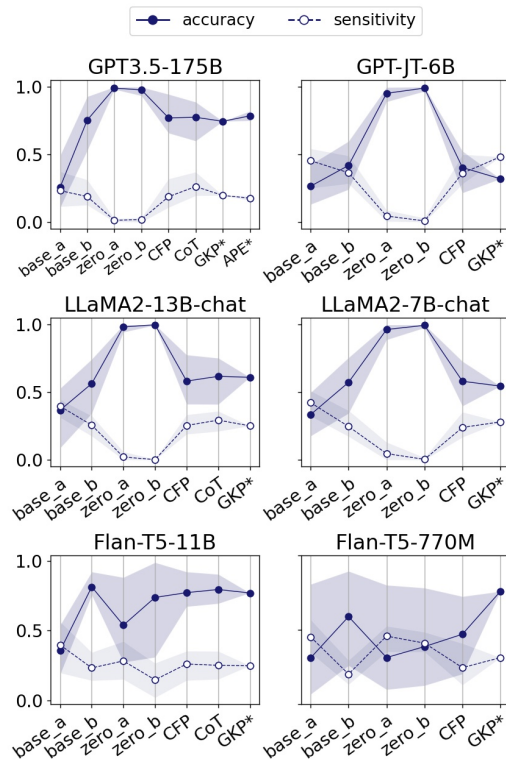 accuracy sensitivity
GPT3.5-175B GPT-JT-6B
1.0
0.5
0.0
base_a base_b zero_a zero_b CFP CoT GKP* APE*
base_a base_b zero_a zero_b CFP GKP*
LLaMA2-13B-chat LLaMA2-7B-chat
1.0
0.5
0.0
base_a base_b zero_a zero_b CFP CoT GKP*
base_a base_b zero_a zero_b CFP GKP*
Flan-T5-11B Flan-T5-770M
1.0
0.5
0.0
base_a base_b zero_a zero_b CFP CoT GKP*
base_a base_b zero_a zero_b CFP GKP*